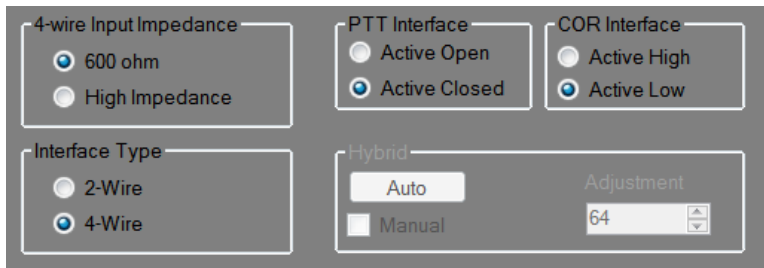 4-wire Input Impedance
600 ohm
High Impedance
PTT Interface
Active Open
Active Closed
COR Interface
Active High
Active Low
Interface Type
2-Wire
4-Wire
Hybrid
Auto
Manual
Adjustment
64